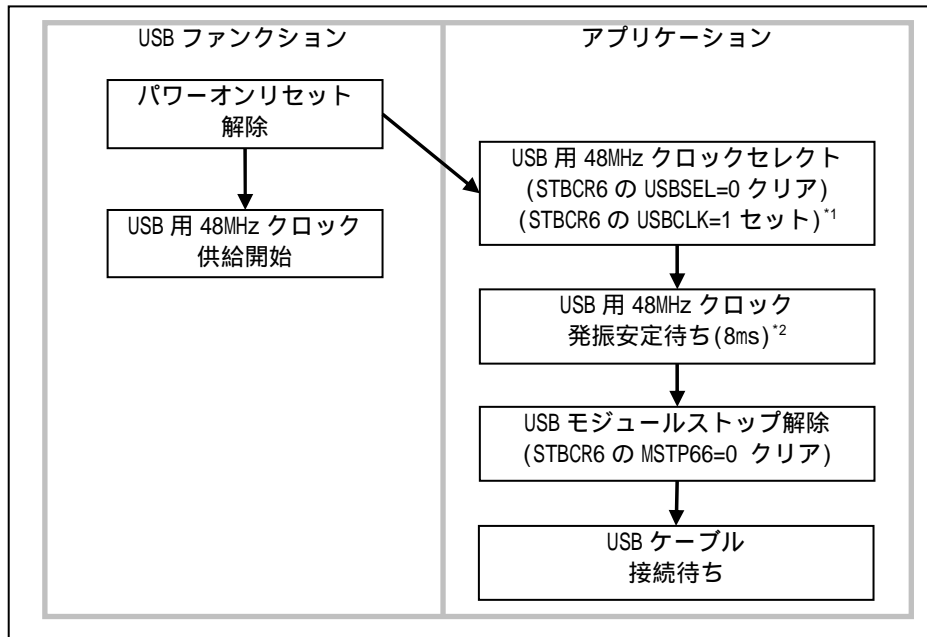 USB ファンクション
アプリケーション
パワーオンリセット
解除
USB 用 48MHz クロック
供給開始
USB 用 48MHz クロックセレクト
(STBCR6 の USBSEL=0 クリア)
(STBCR6 の USBCLK=1 セット)*1
USB 用 48MHz クロック
発振安定待ち(8ms)*2
USB モジュールストップ解除
(STBCR6 の MSTP66=0 クリア)
USB ケーブル
接続待ち